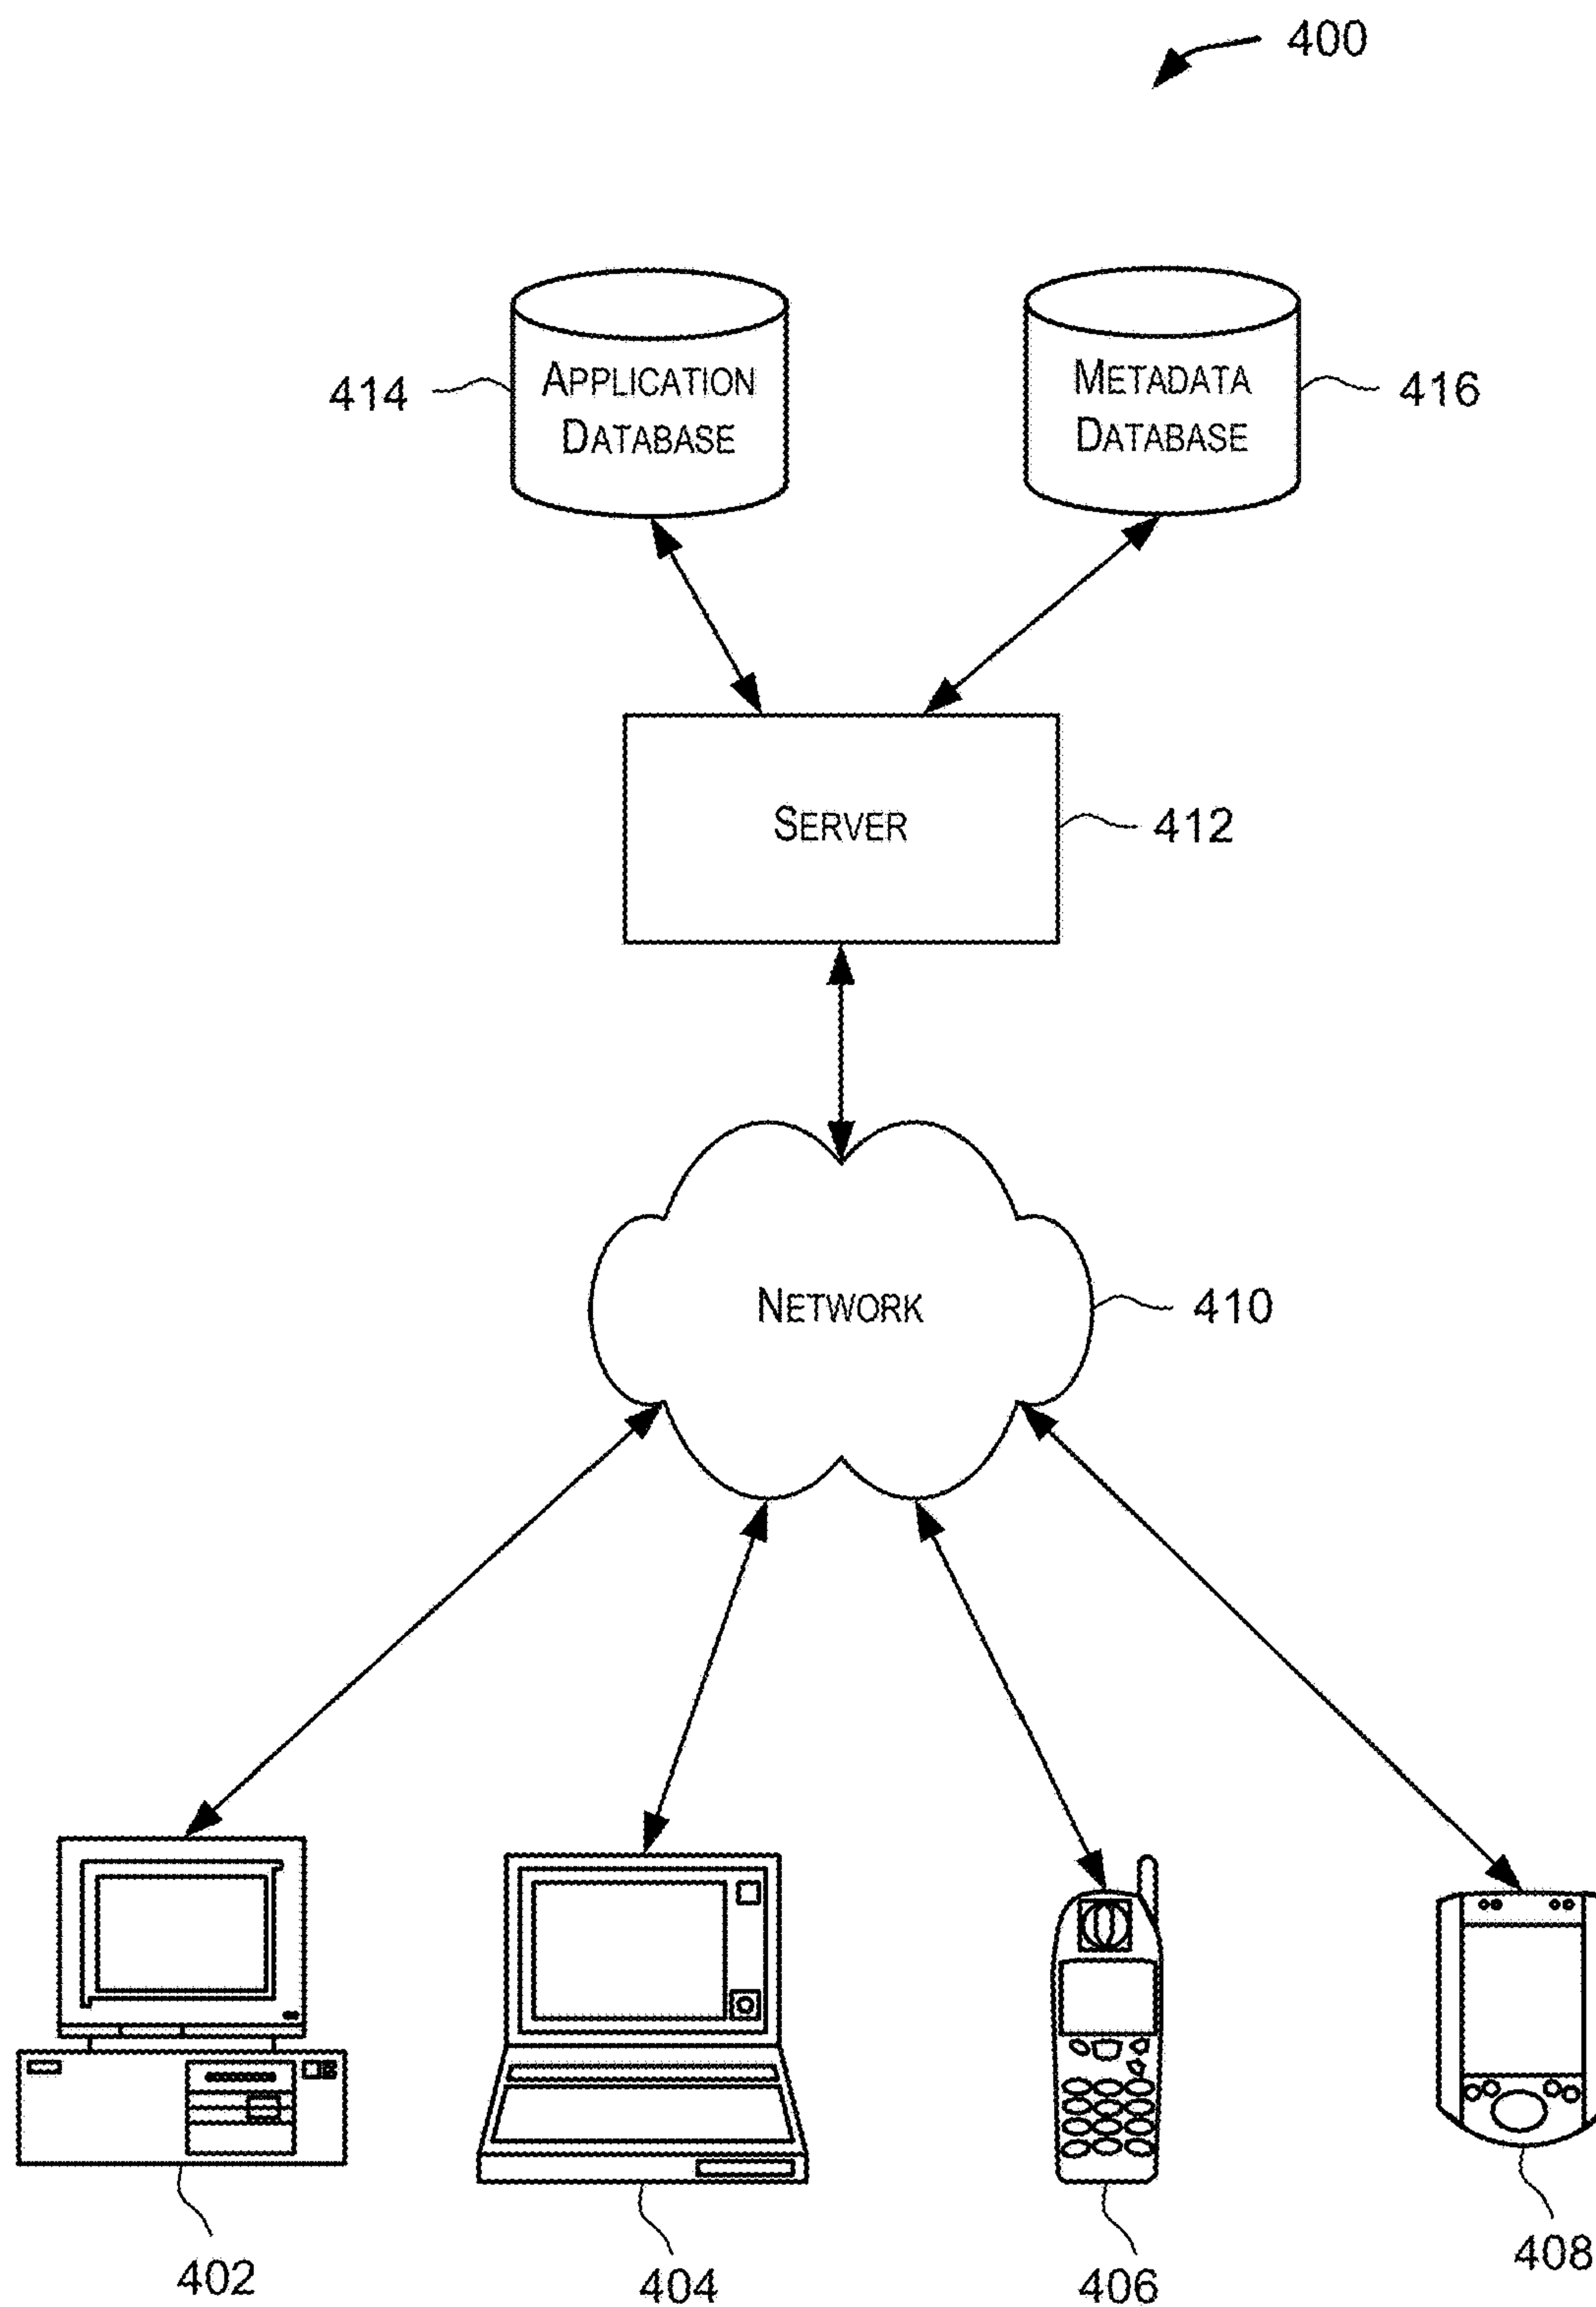 400
APPLICATION
DATABASE
414
METADATA
DATABASE
416
SERVER
412
NETWORK
410
402
404
406
408